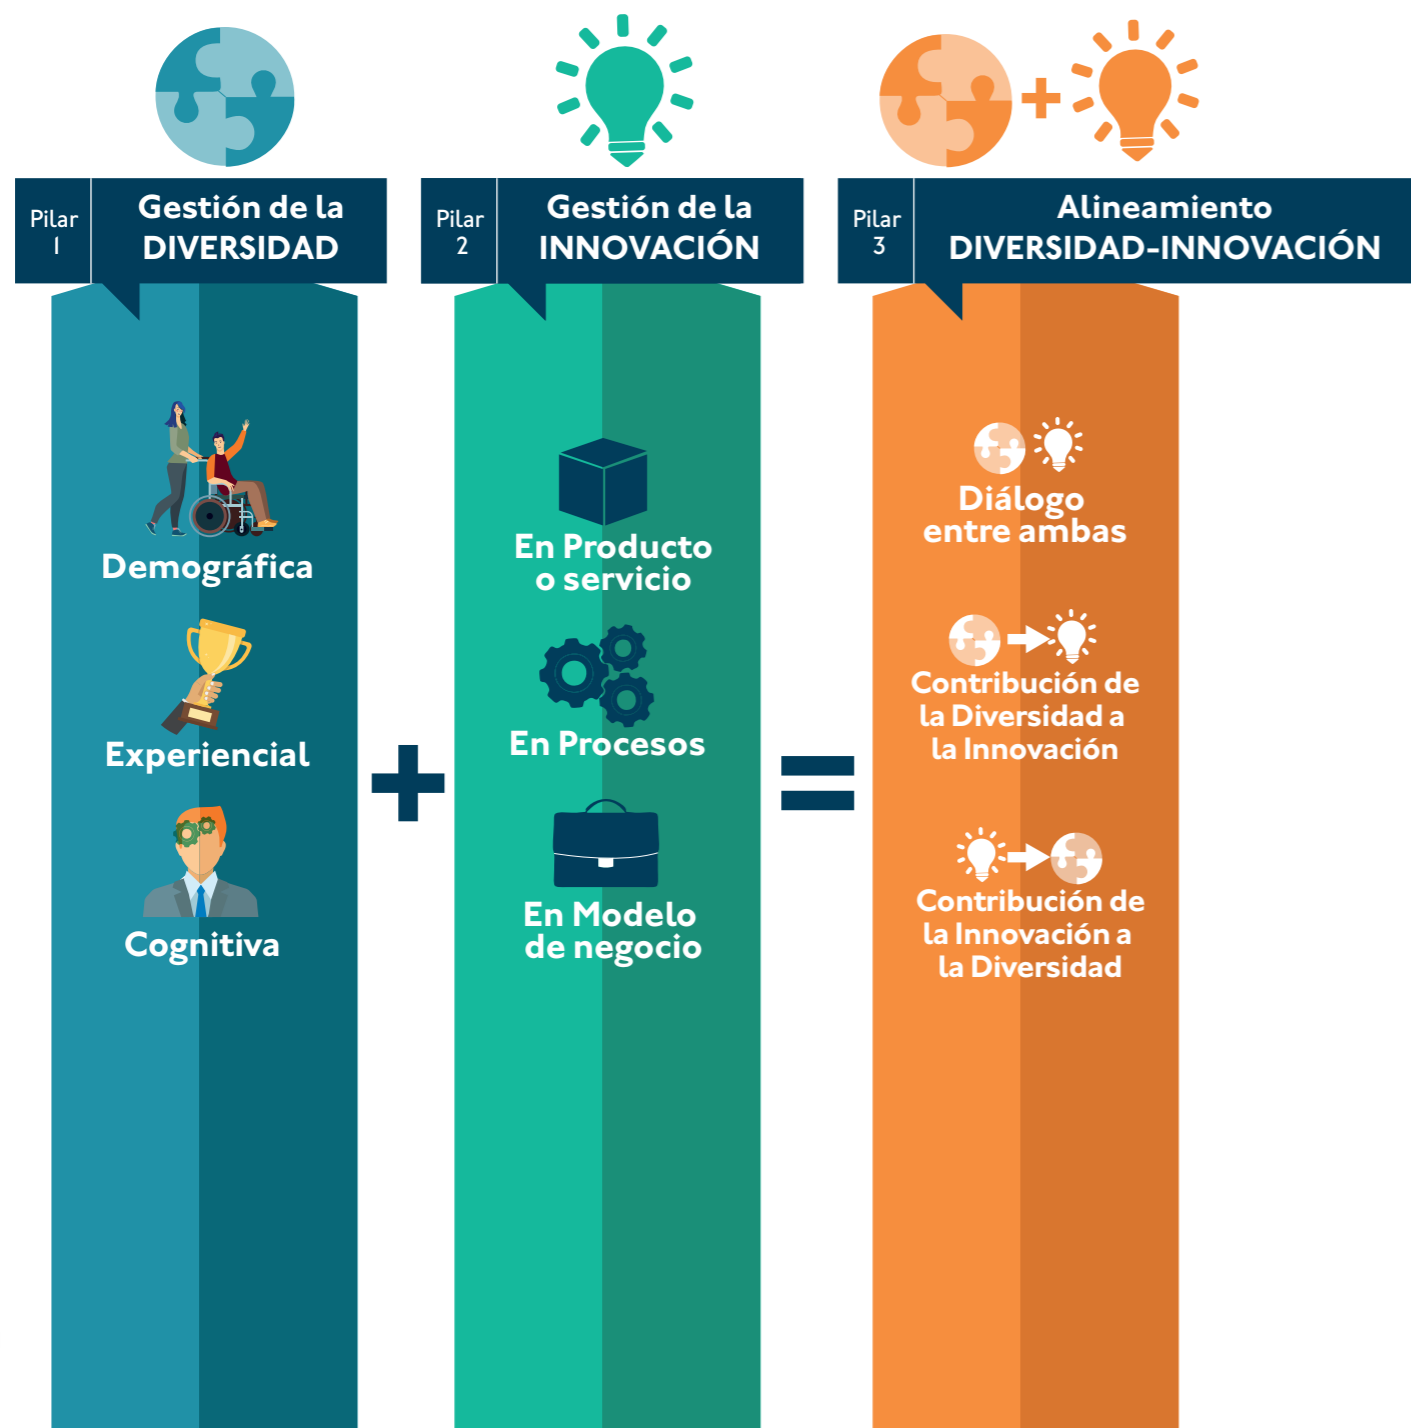 Pilar
1
Gestión de la
DIVERSIDAD
Demográfica
Experiencial
Cognitiva
Pilar
2
Gestión de la
INNOVACIÓN
En Producto
o servicio
En Procesos
En Modelo
de negocio
Pilar
3
Alineamiento
DIVERSIDAD-INNOVACIÓN
Diálogo
entre ambas
Contribución de
la Diversidad a
la Innovación
Contribución de
la Innovación a
la Diversidad